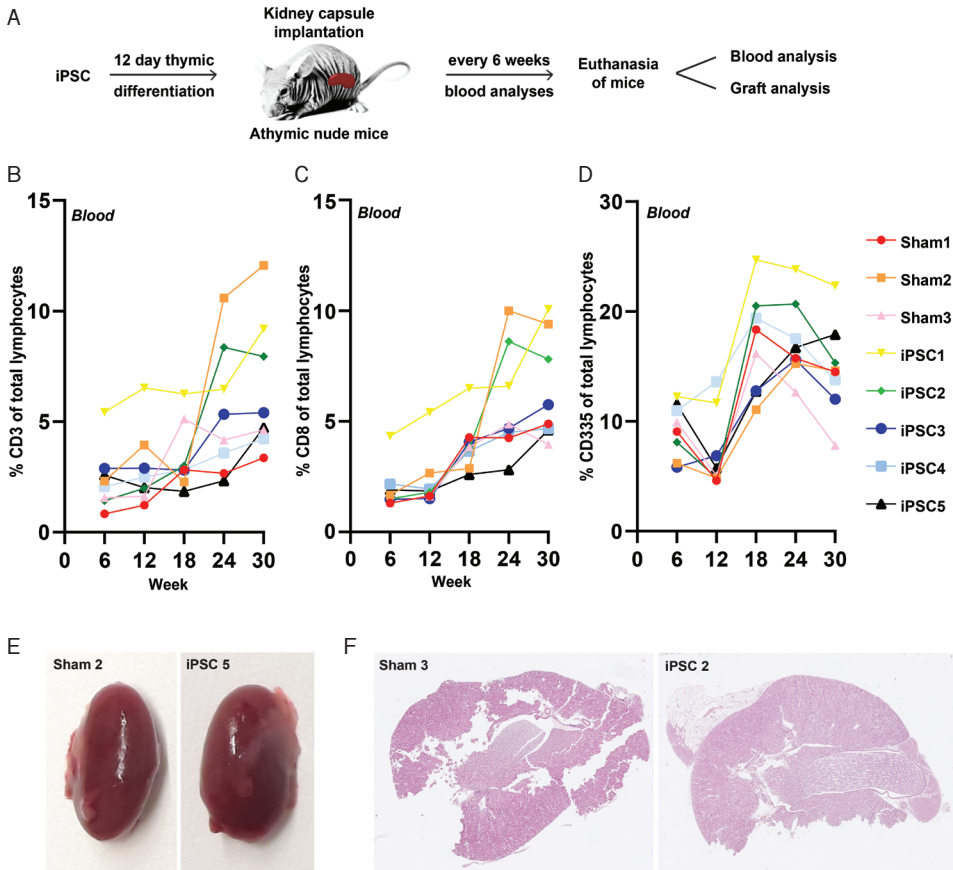 A
iPSC
12 day thymic
differentiation
Kidney capsule
implantation
Athymic nude mice
every 6 weeks
blood analyses
Euthanasia
of mice
Blood analysis
Graft analysis
B
Blood
% CD3 of total lymphocytes
15
10
5
0
0 6 12 18 24 30
Week
C
Blood
% CD8 of total lymphocytes
15
10
5
0
0 6 12 18 24 30
Week
D
Blood
% CD335 of total lymphocytes
30
20
10
0
0 6 12 18 24 30
Sham1
Sham2
Sham3
iPSC1
iPSC2
iPSC3
iPSC4
iPSC5
E
Sham 2
iPSC 5
F
Sham 3
iPSC 2